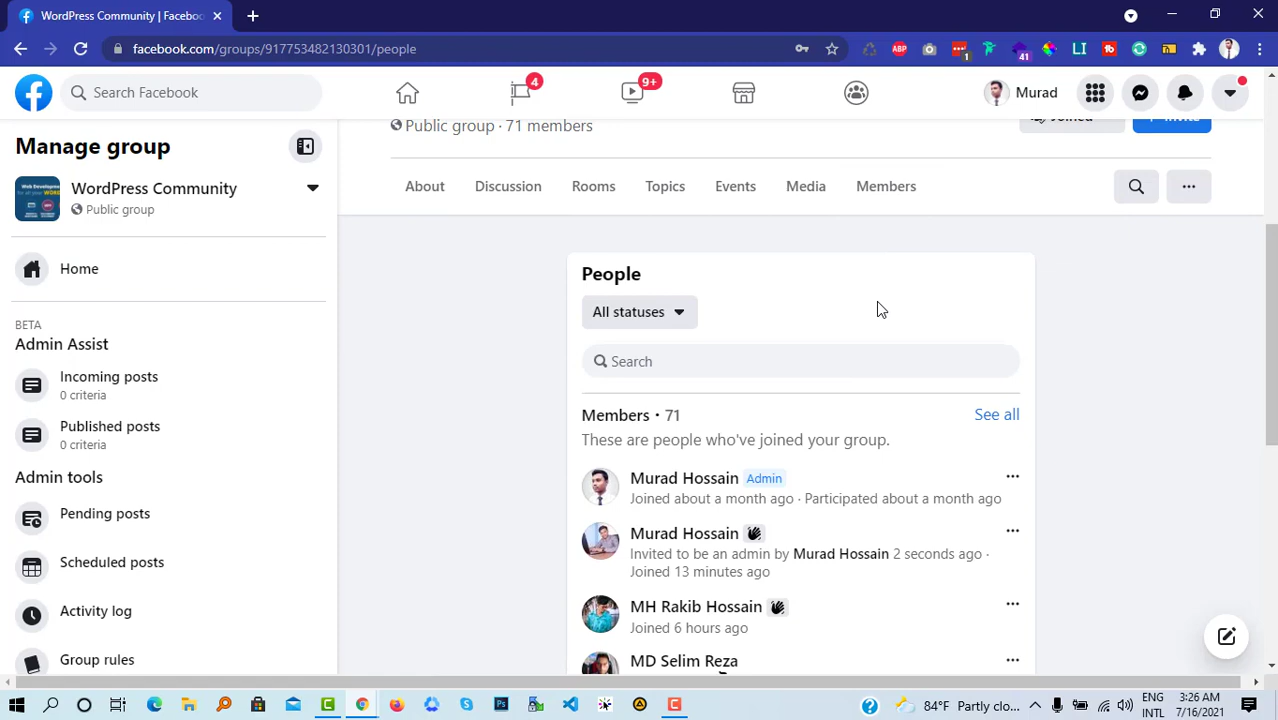 WordPress Community | Facebook
facebook.com/groups/917753482130301/people
ABP
1
41
LI
Search Facebook
4
9+
Murad
Manage group
WordPress Community
Public group
Home
BETA
Admin Assist
Incoming posts
0 criteria
Published posts
0 criteria
Admin tools
Pending posts
Scheduled posts
Activity log
Group rules
Public group · 71 members
About Discussion Rooms Topics Events Media Members
People
All statuses
Search
Members · 71 See all
These are people who've joined your group.
Murad Hossain Admin
Joined about a month ago · Participated about a month ago
Murad Hossain
Invited to be an admin by Murad Hossain 2 seconds ago ·
Joined 13 minutes ago
MH Rakib Hossain
Joined 6 hours ago
MD Selim Reza
84°F Partly clo...
ENG
INTL
3:26 AM
7/16/2021